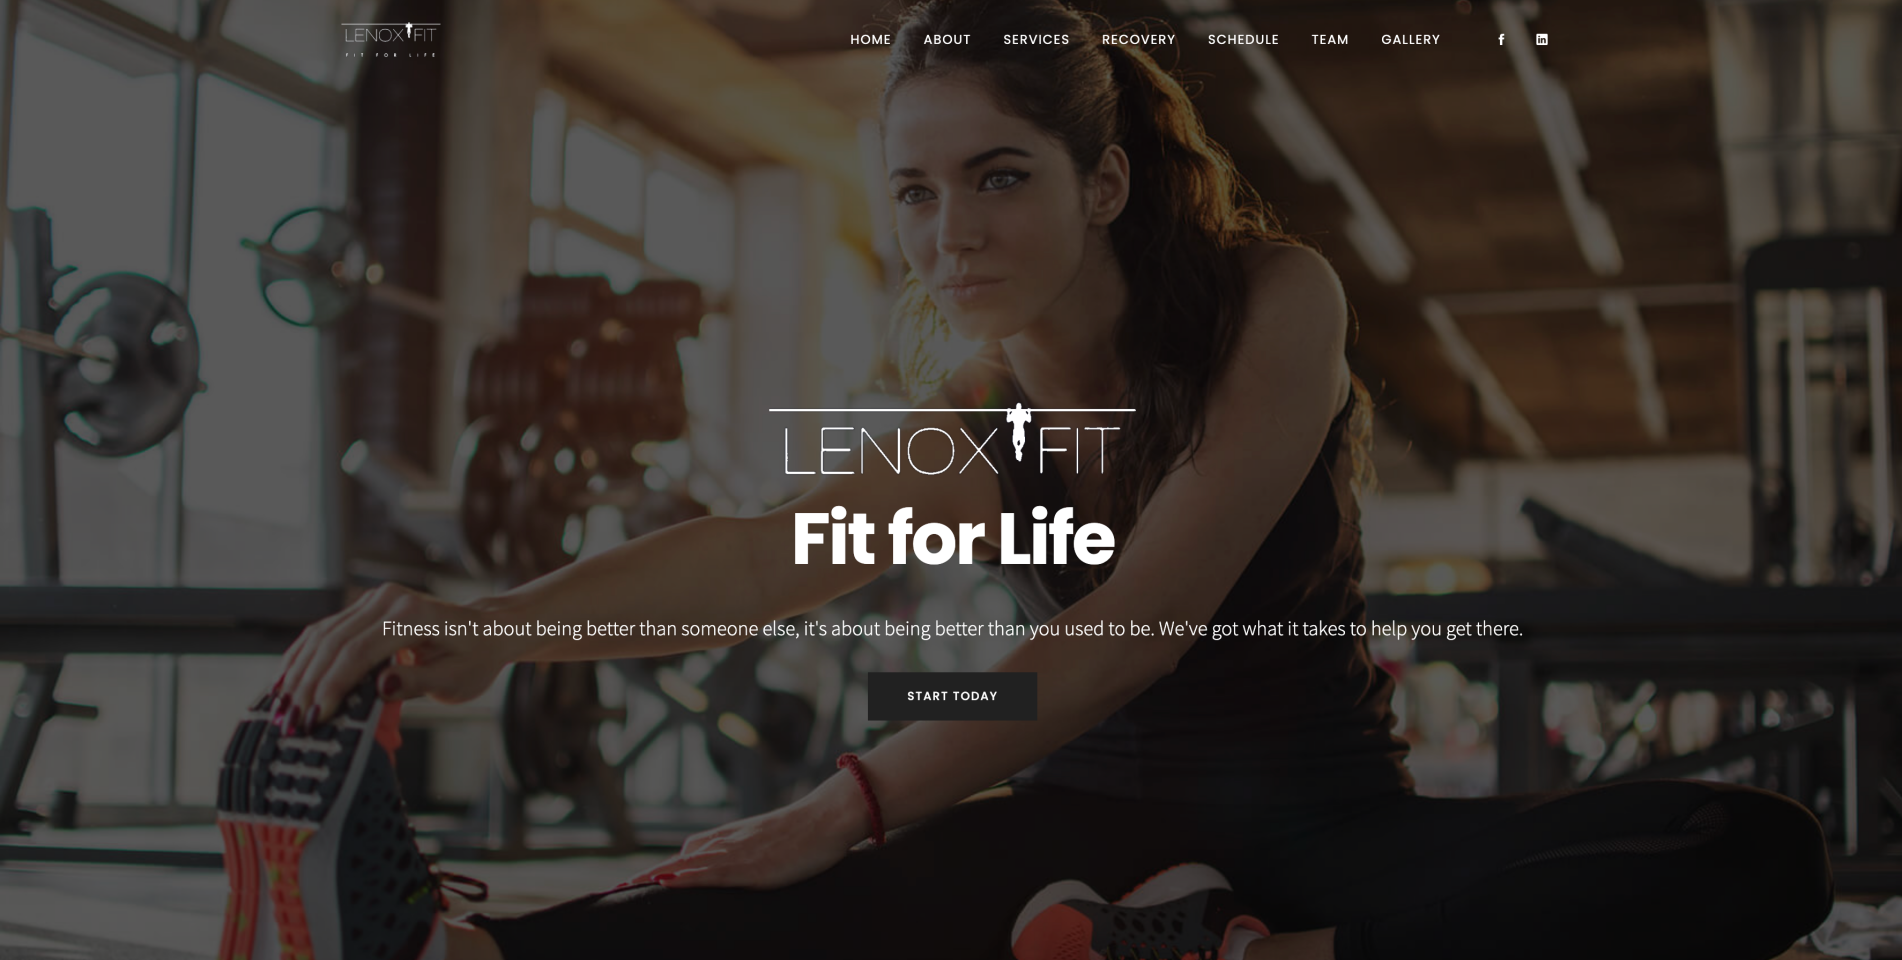 LENOX FIT
FIT FOR LIFE
HOME ABOUT SERVICES RECOVERY SCHEDULE TEAM GALLERY
LENOX FIT
Fit for Life
Fitness isn't about being better than someone else, it's about being better than you used to be. We've got what it takes to help you get there.
START TODAY